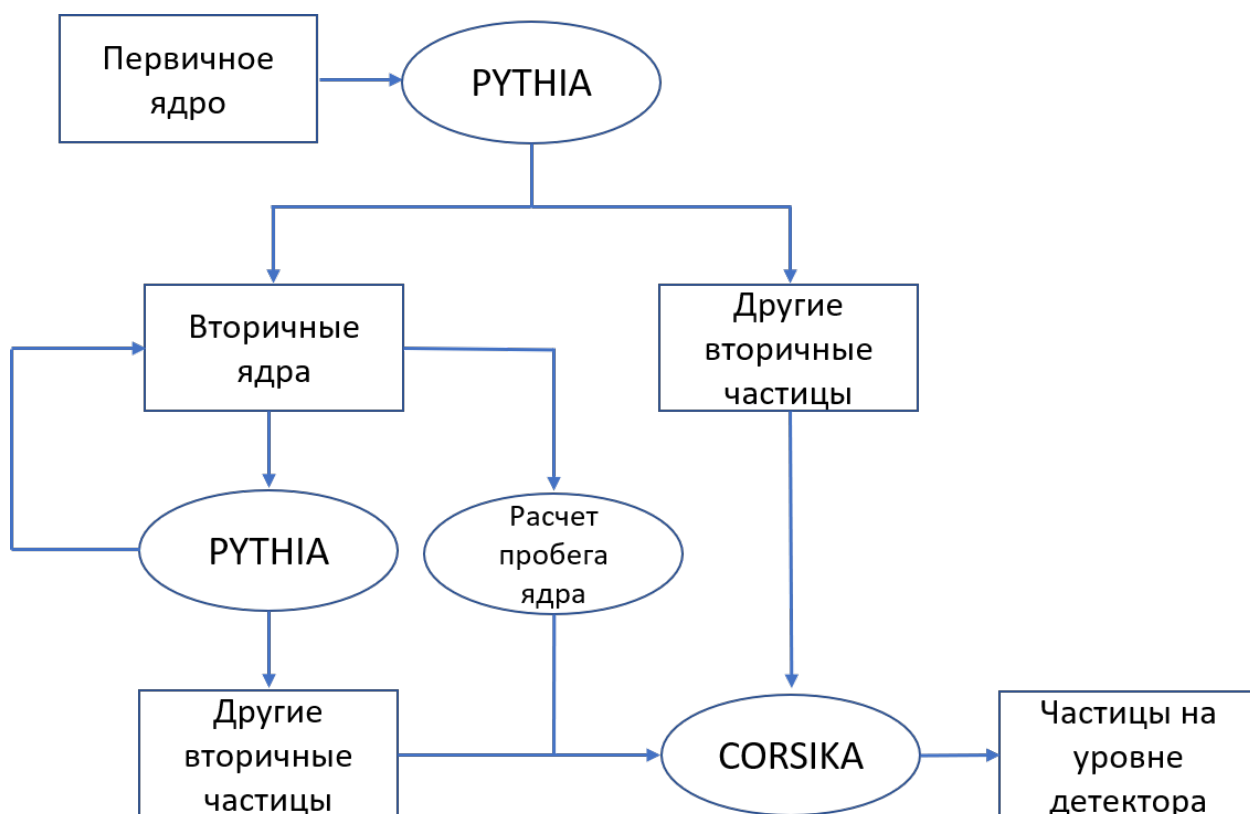 Первичное
ядро
PYTHIA
Вторичные
ядра
Другие
вторичные
частицы
PYTHIA
Расчет
пробега
ядра
Другие
вторичные
частицы
CORSIKA
Частицы на
уровне
детектора